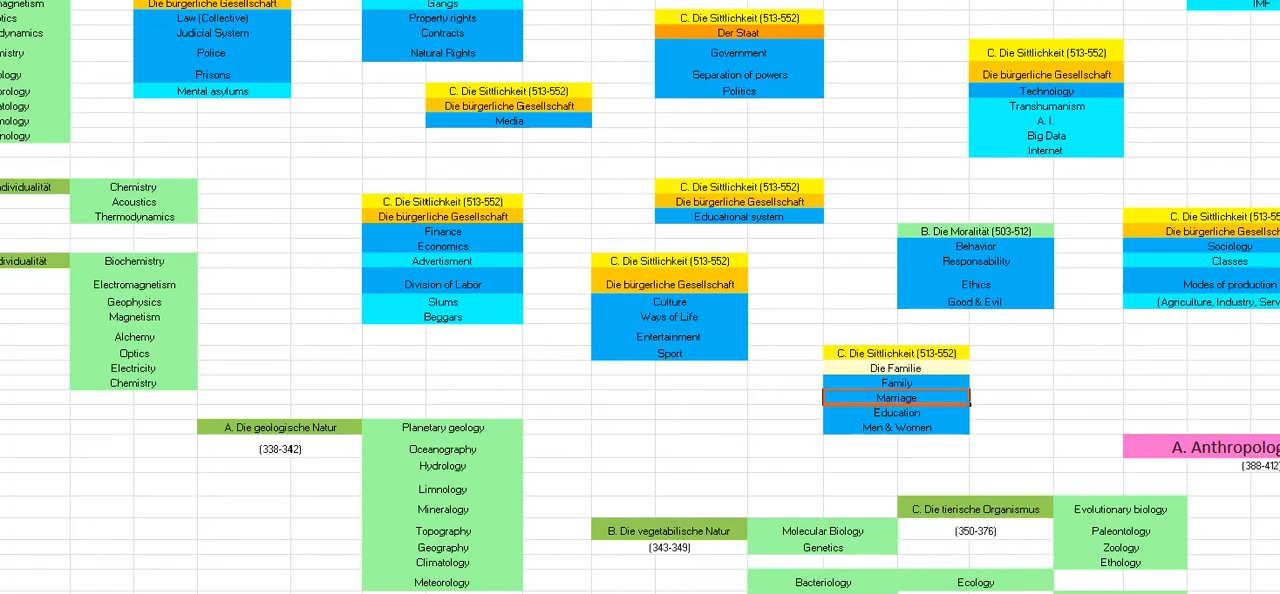 Die bürgerliche Gesellschaft
Law (Collective)
Judicial System
Police
Prisons
Mental asylums
Gangs
Property rights
Contracts
Natural Rights
C. Die Sittlichkeit (513-552)
Die bürgerliche Gesellschaft
Media
C. Die Sittlichkeit (513-552)
Der Staat
Government
Separation of powers
Politics
IMF
C. Die Sittlichkeit (513-552)
Die bürgerliche Gesellschaft
Technology
Transhumanism
A. I.
Big Data
Internet
Chemistry
Acoustics
Thermodynamics
C. Die Sittlichkeit (513-552)
Die bürgerliche Gesellschaft
Finance
Economics
Advertisment
Division of Labor
Slums
Beggars
C. Die Sittlichkeit (513-552)
Die bürgerliche Gesellschaft
Educational system
B. Die Moralität (503-512)
Behavior
Responsability
Ethics
Good & Evil
C. Die Sittlichkeit (513-55
Die bürgerliche Gesellsch
Sociology
Classes
Modes of production
(Agriculture, Industry, Serv
Biochemistry
Electromagnetism
Geophysics
Magnetism
Alchemy
Optics
Electricity
Chemistry
C. Die Sittlichkeit (513-552)
Die bürgerliche Gesellschaft
Culture
Ways of Life
Entertainment
Sport
C. Die Sittlichkeit (513-552)
Die Familie
Family
Marriage
Education
Men & Women
A. Die geologische Natur
(338-342)
Planetary geology
Oceanography
Hydrology
Limnology
Mineralogy
Topography
Geography
Climatology
Meteorology
A. Anthropolog
(388-412)
B. Die vegetabilische Natur
(343-349)
Molecular Biology
Genetics
Bacteriology
C. Die tierische Organismus
(350-376)
Ecology
Evolutionary biology
Paleontology
Zoology
Ethology